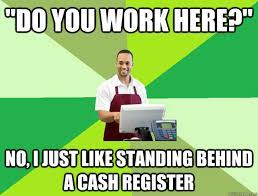 "DO YOU WORK HERE?"
NO, I JUST LIKE STANDING BEHIND
A CASH REGISTER